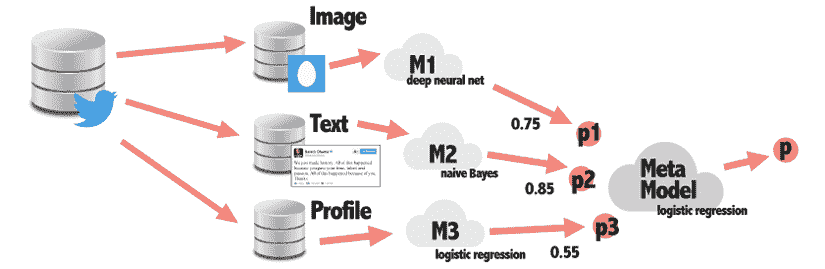 Image
M1
deep neural net
0.75
p1
Text
M2
naive Bayes
0.85
p2
Meta
Model
logistic regression
p
Profile
M3
logistic regression
0.55
p3